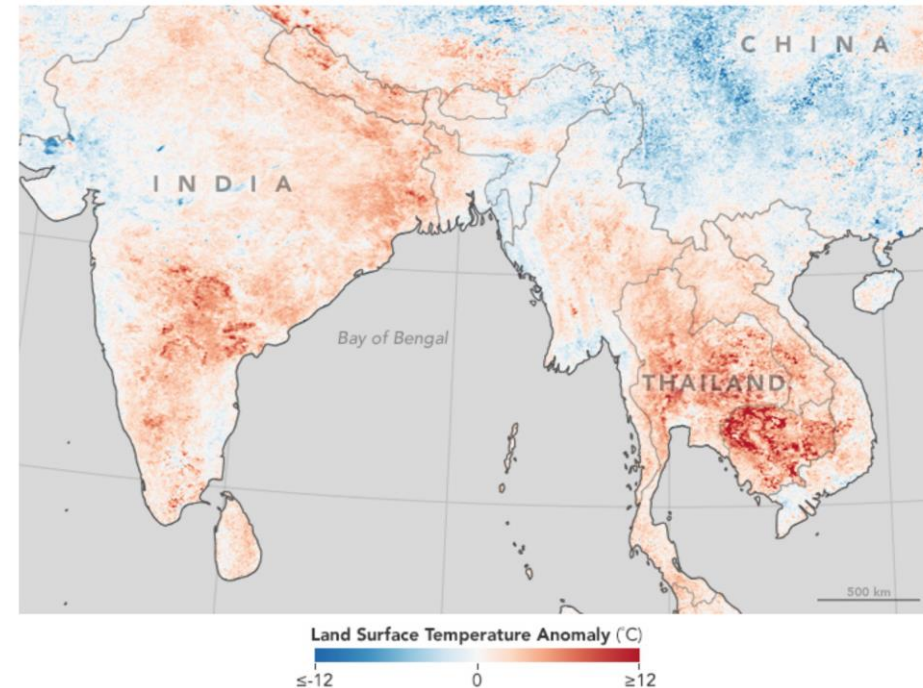 CHINA
INDIA
Bay of Bengal
THAILAND
500 km
Land Surface Temperature Anomaly (°C)
≤-12 0 ≥12